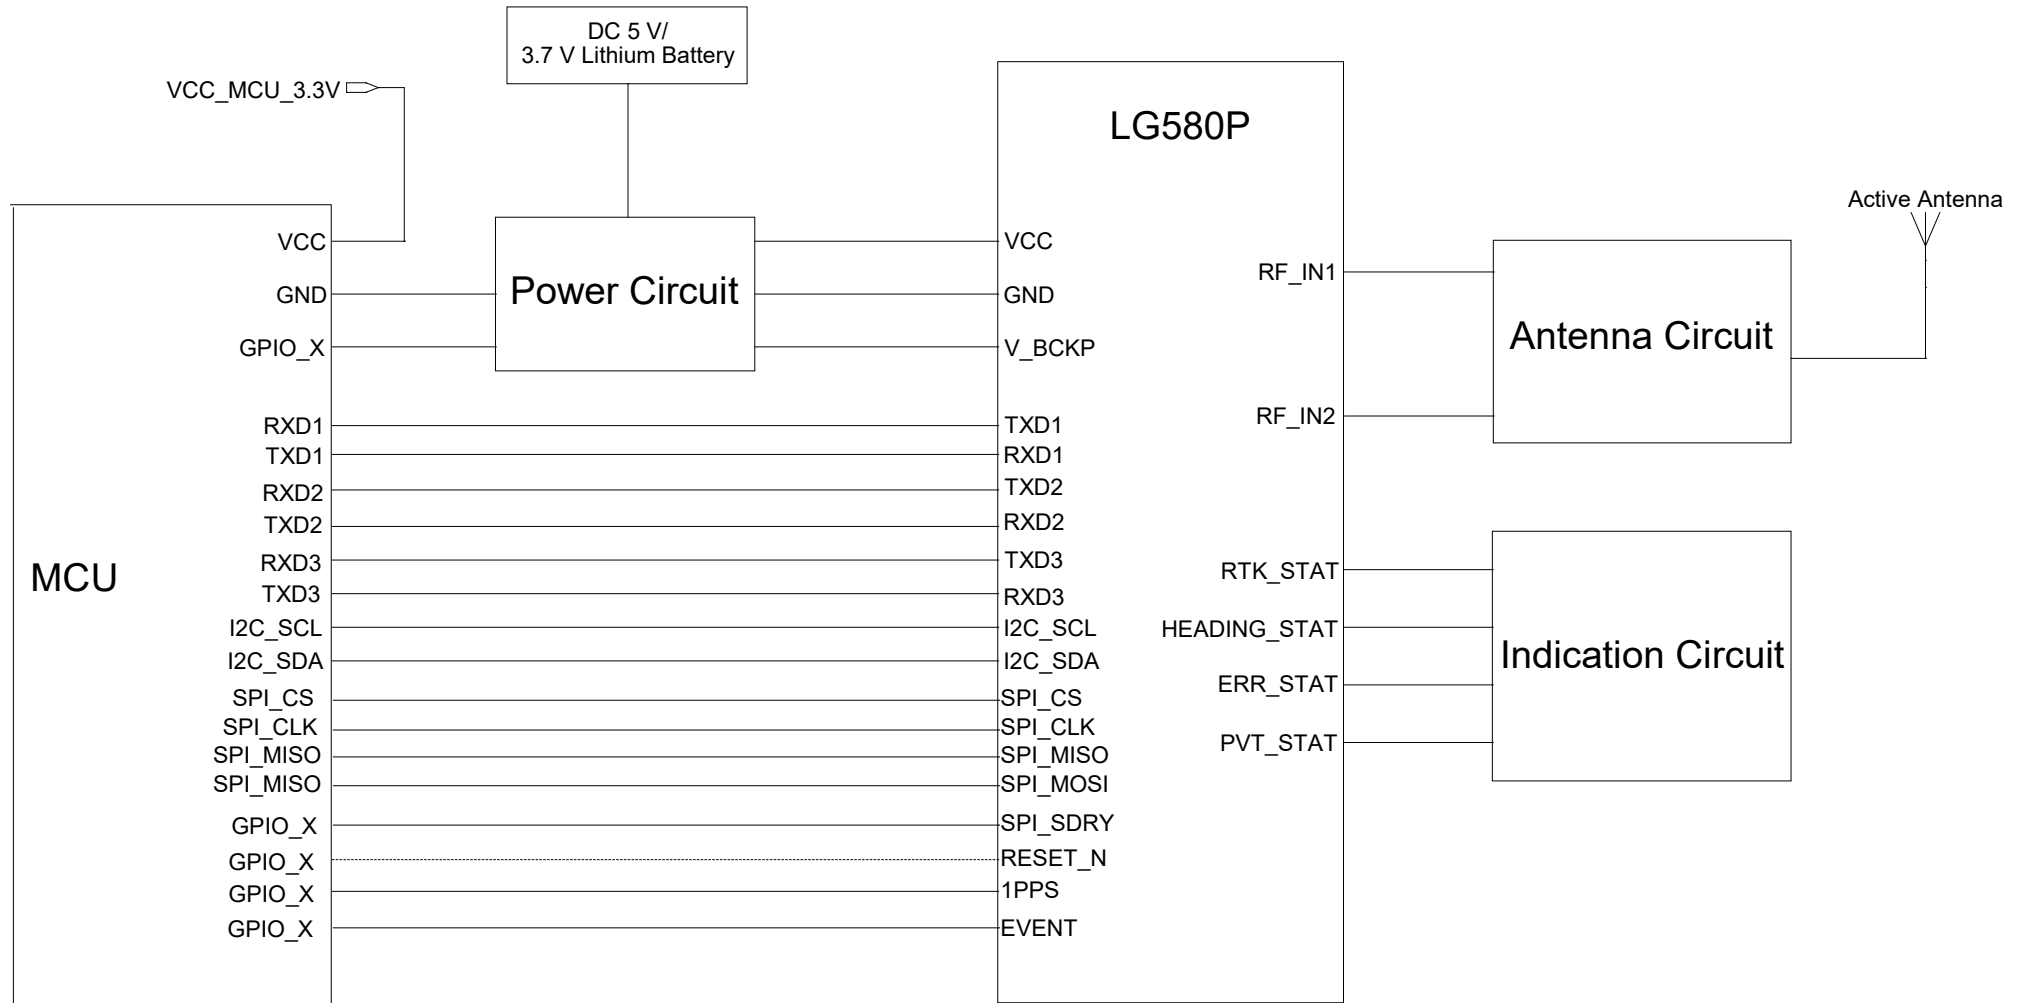 DC 5 V/
3.7 V Lithium Battery
VCC_MCU_3.3V
LG580P
Active Antenna
VCC
GND
GPIO_X
Power Circuit
VCC
GND
V_BCKP
RF_IN1
RF_IN2
Antenna Circuit
MCU
RXD1
TXD1
RXD2
TXD2
RXD3
TXD3
I2C_SCL
I2C_SDA
SPI_CS
SPI_CLK
SPI_MISO
SPI_MISO
GPIO_X
GPIO_X
GPIO_X
GPIO_X
TXD1
RXD1
TXD2
RXD2
TXD3
RXD3
I2C_SCL
I2C_SDA
SPI_CS
SPI_CLK
SPI_MISO
SPI_MOSI
SPI_SDRY
RESET_N
1PPS
EVENT
RTK_STAT
HEADING_STAT
ERR_STAT
PVT_STAT
Indication Circuit